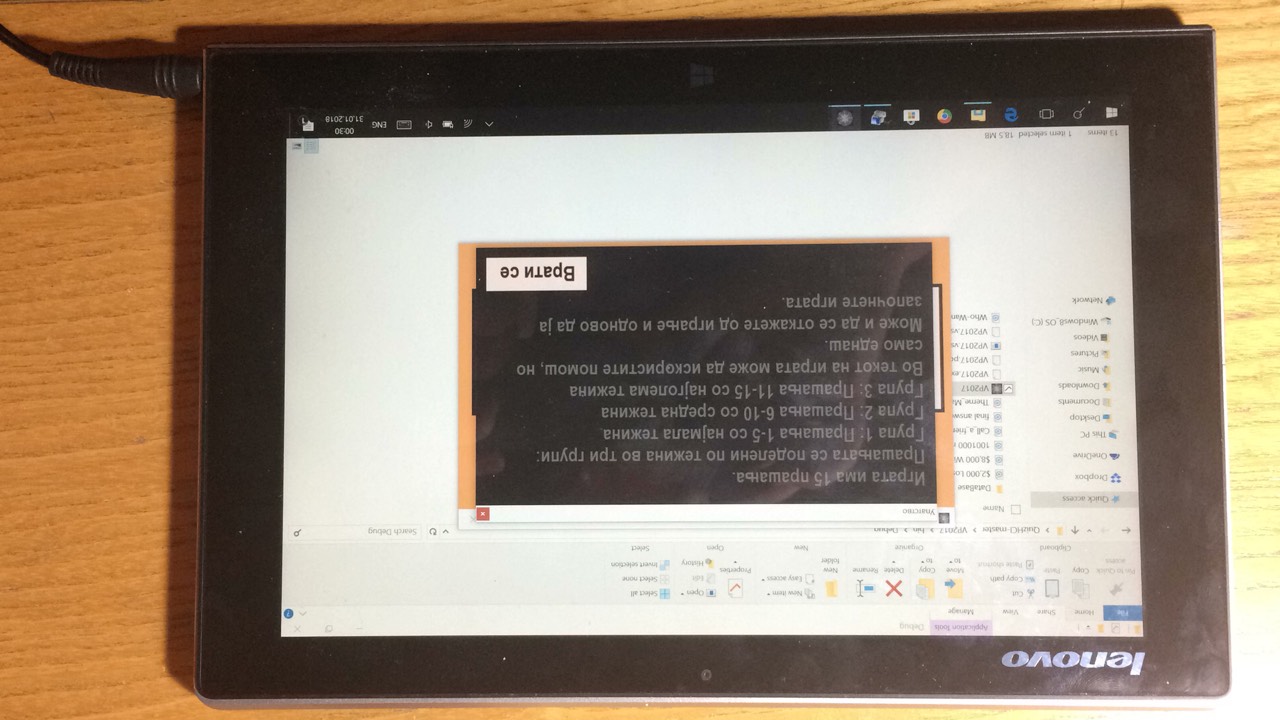 lenovo
Application Tools Debug
File Home Share View Manage
Pin to Quick access
Copy
Paste
Cut
Copy path
Paste shortcut
Clipboard
Move to
Copy to
Delete
Rename
Organize
New folder
New item
Easy access
New
Properties
Open
Edit
History
Open
Select all
Select none
Invert selection
Select
QuizHCI-master > VP2017 > bin > Debug
Search Debug
Quick access
Dropbox
OneDrive
This PC
Desktop
Documents
Downloads
Music
Pictures
Videos
Windows8_OS (C:)
Network
Name
DataBase
$2,000 Lo
$8,000 Wi
1001000
Call_a_frie
final answ
Theme_Ma
VP2017
VP2017.ex
VP2017.p
VP2017.vs
VP2017.vs
Who-Wan
Упатство
Играта има 15 прашања.
Прашањата се поделени по тежина во три групи:
Група 1: Прашања 1-5 со најмала тежина
Група 2: Прашања 6-10 со средна тежина
Група 3: Прашања 11-15 со најголема тежина
Во текот на играта може да искористите помош, но
само еднаш.
Може и да се откажете од играње и одново да ја
започнете играта.
Врати се
13 items 1 item selected 18.5 MB
ENG
00:30
31.01.2018